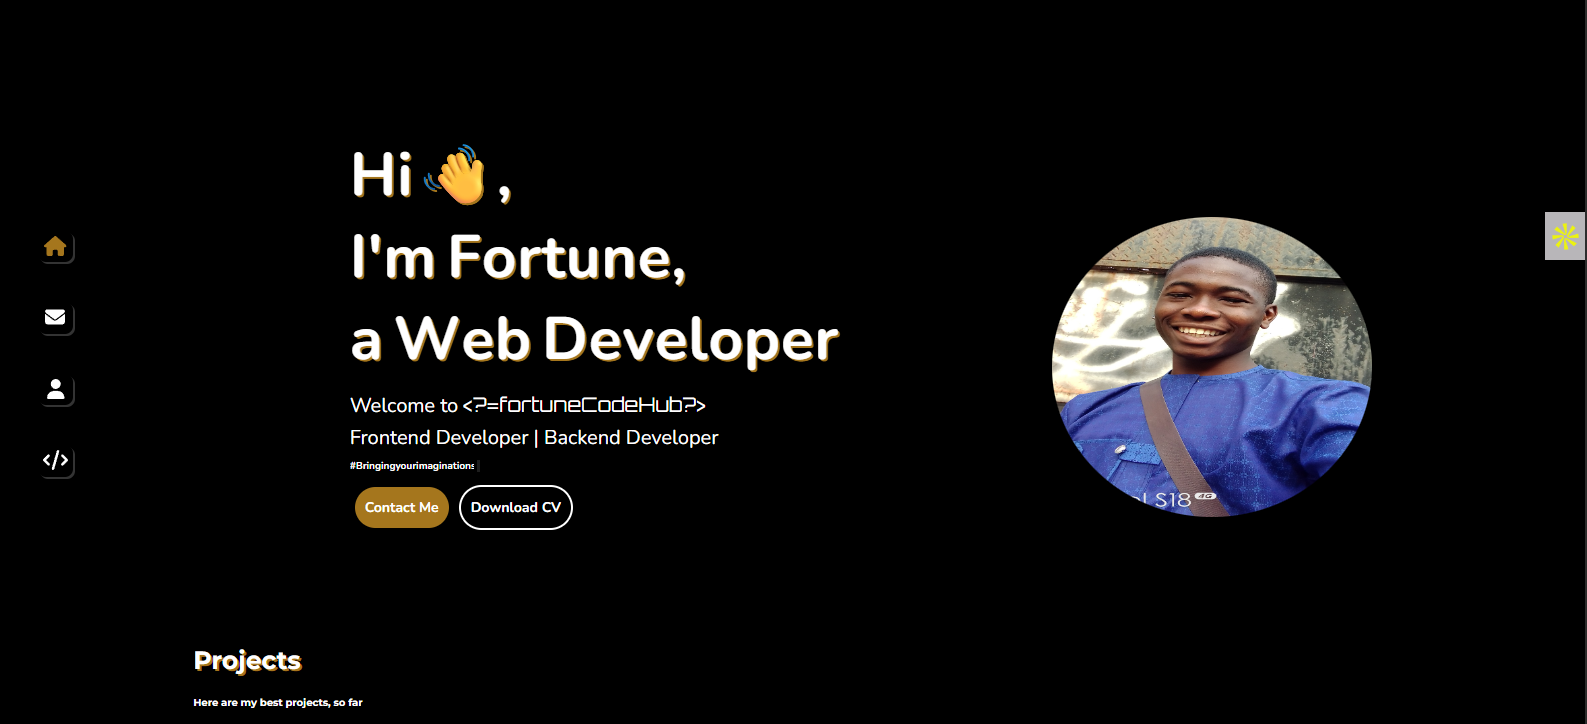 Hi 👋 ,
I'm Fortune,
a Web Developer
Welcome to <?=fortuneCodeHub?>
Frontend Developer | Backend Developer
#Bringingyourimaginations
Contact Me
Download CV
LS18 4G
Projects
Here are my best projects, so far